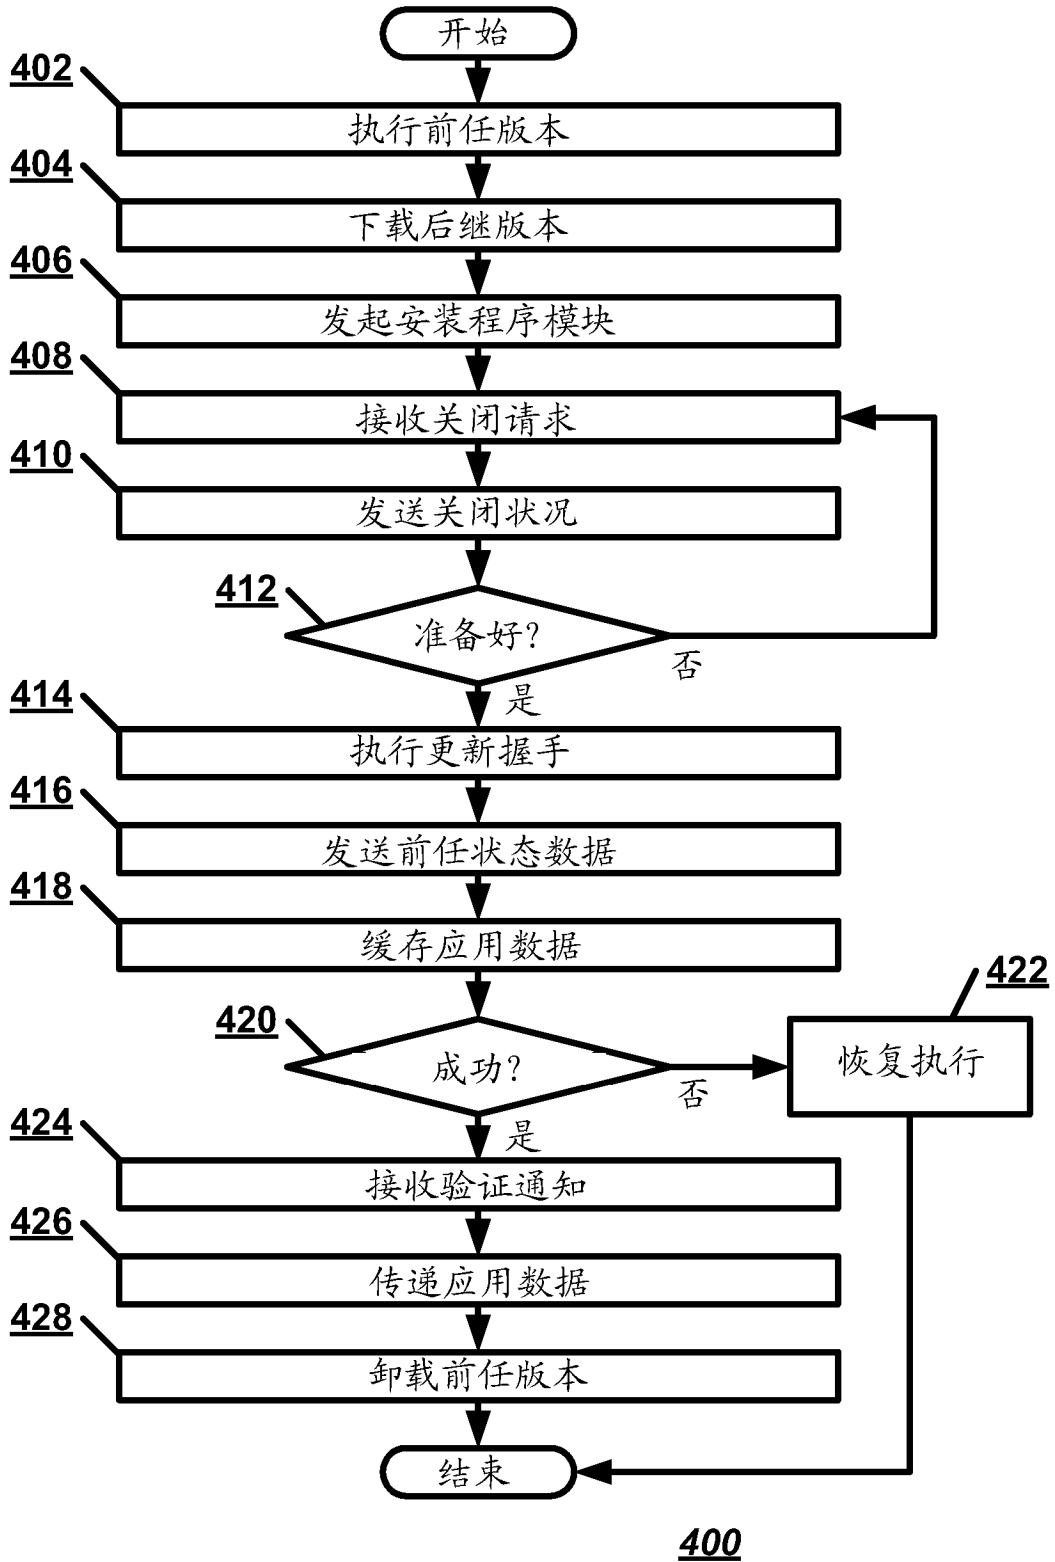 开始
402
执行前任版本
404
下载后继版本
406
发起安装程序模块
408
接收关闭请求
410
发送关闭状况
412
准备好?
否
是
414
执行更新握手
416
发送前任状态数据
418
缓存应用数据
422
420
恢复执行
成功?
否
是
424
接收验证通知
426
传递应用数据
428
卸载前任版本
结束
400